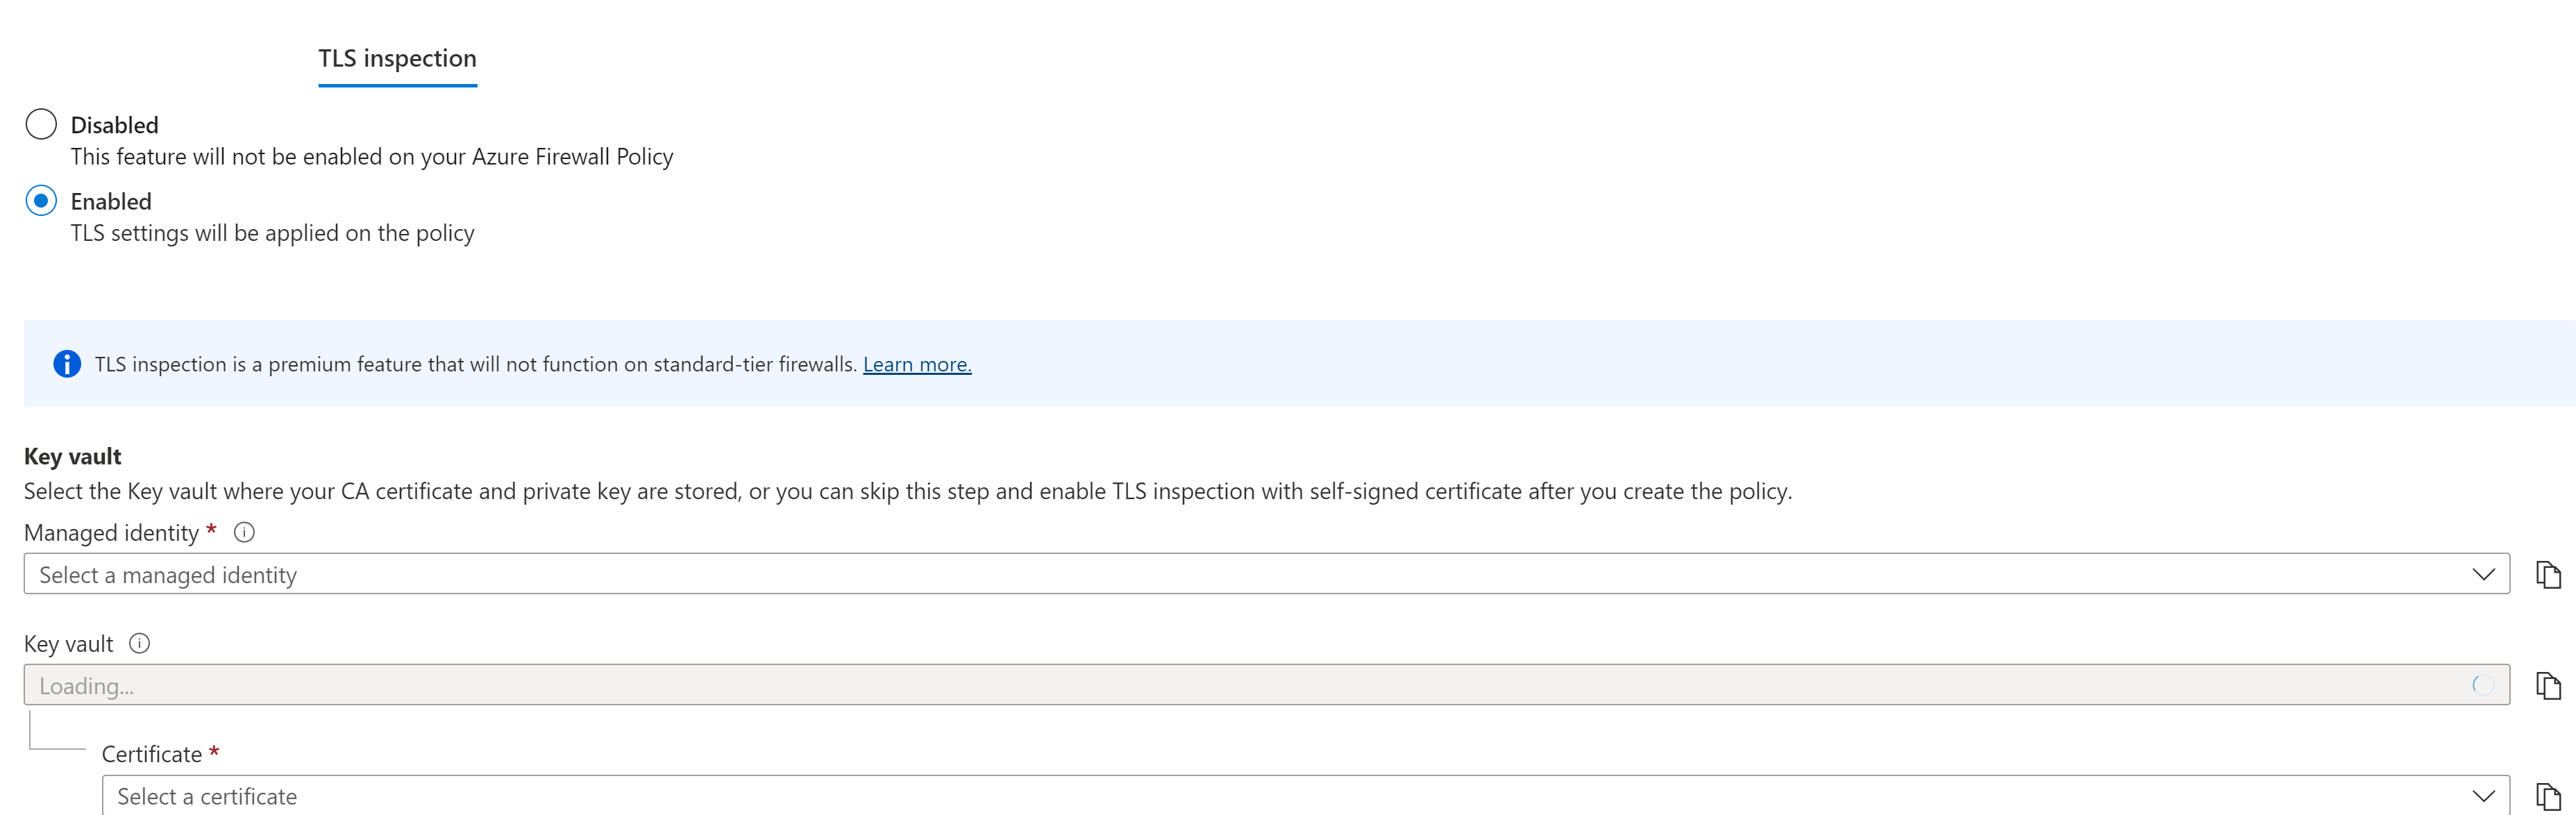 TLS inspection
Disabled
This feature will not be enabled on your Azure Firewall Policy
Enabled
TLS settings will be applied on the policy
TLS inspection is a premium feature that will not function on standard-tier firewalls. Learn more.
Key vault
Select the Key vault where your CA certificate and private key are stored, or you can skip this step and enable TLS inspection with self-signed certificate after you create the policy.
Managed identity *
Select a managed identity
Key vault
Loading...
Certificate *
Select a certificate